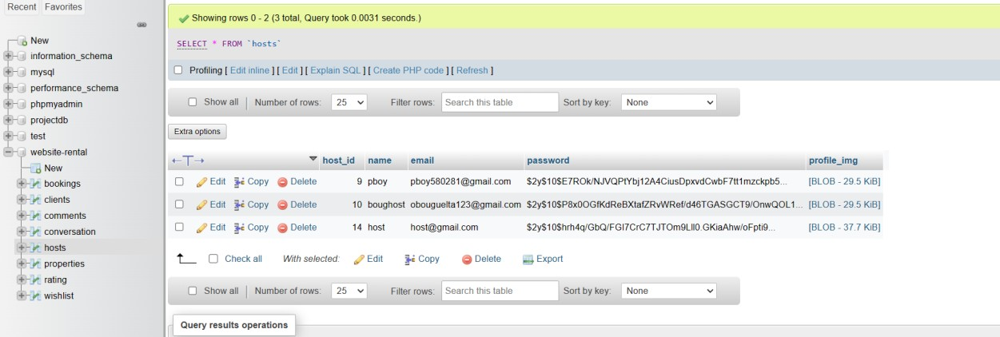 Recent Favorites
New
information_schema
mysql
performance_schema
phpmyadmin
projectdb
test
website-rental
New
bookings
clients
comments
conversation
hosts
properties
rating
wishlist
Showing rows 0 - 2 (3 total, Query took 0.0031 seconds.)
SELECT * FROM `hosts`
Profiling [ Edit inline ] [ Edit ] [ Explain SQL ] [ Create PHP code ] [ Refresh ]
Show all Number of rows: 25 Filter rows: Search this table Sort by key: None
Extra options
host_id name email password profile_img
Edit Copy Delete 9 pboy pboy580281@gmail.com $2y$10$E7ROk/NJVQPtYbj12A4CiusDpxvdCwbF7tt1mzckpb5... [BLOB - 29.5 KiB]
Edit Copy Delete 10 boughost obouguelta123@gmail.com $2y$10$P8x0OGfKdReBXtafZRvWRef/d46TGASGCT9/OnwQOL1... [BLOB - 29.5 KiB]
Edit Copy Delete 14 host host@gmail.com $2y$10$hrh4q/GbQ/FGI7CrC7TJTOm9LlI0.GKiaAhw/oFpti9... [BLOB - 37.7 KiB]
Check all With selected: Edit Copy Delete Export
Show all Number of rows: 25 Filter rows: Search this table Sort by key: None
Query results operations